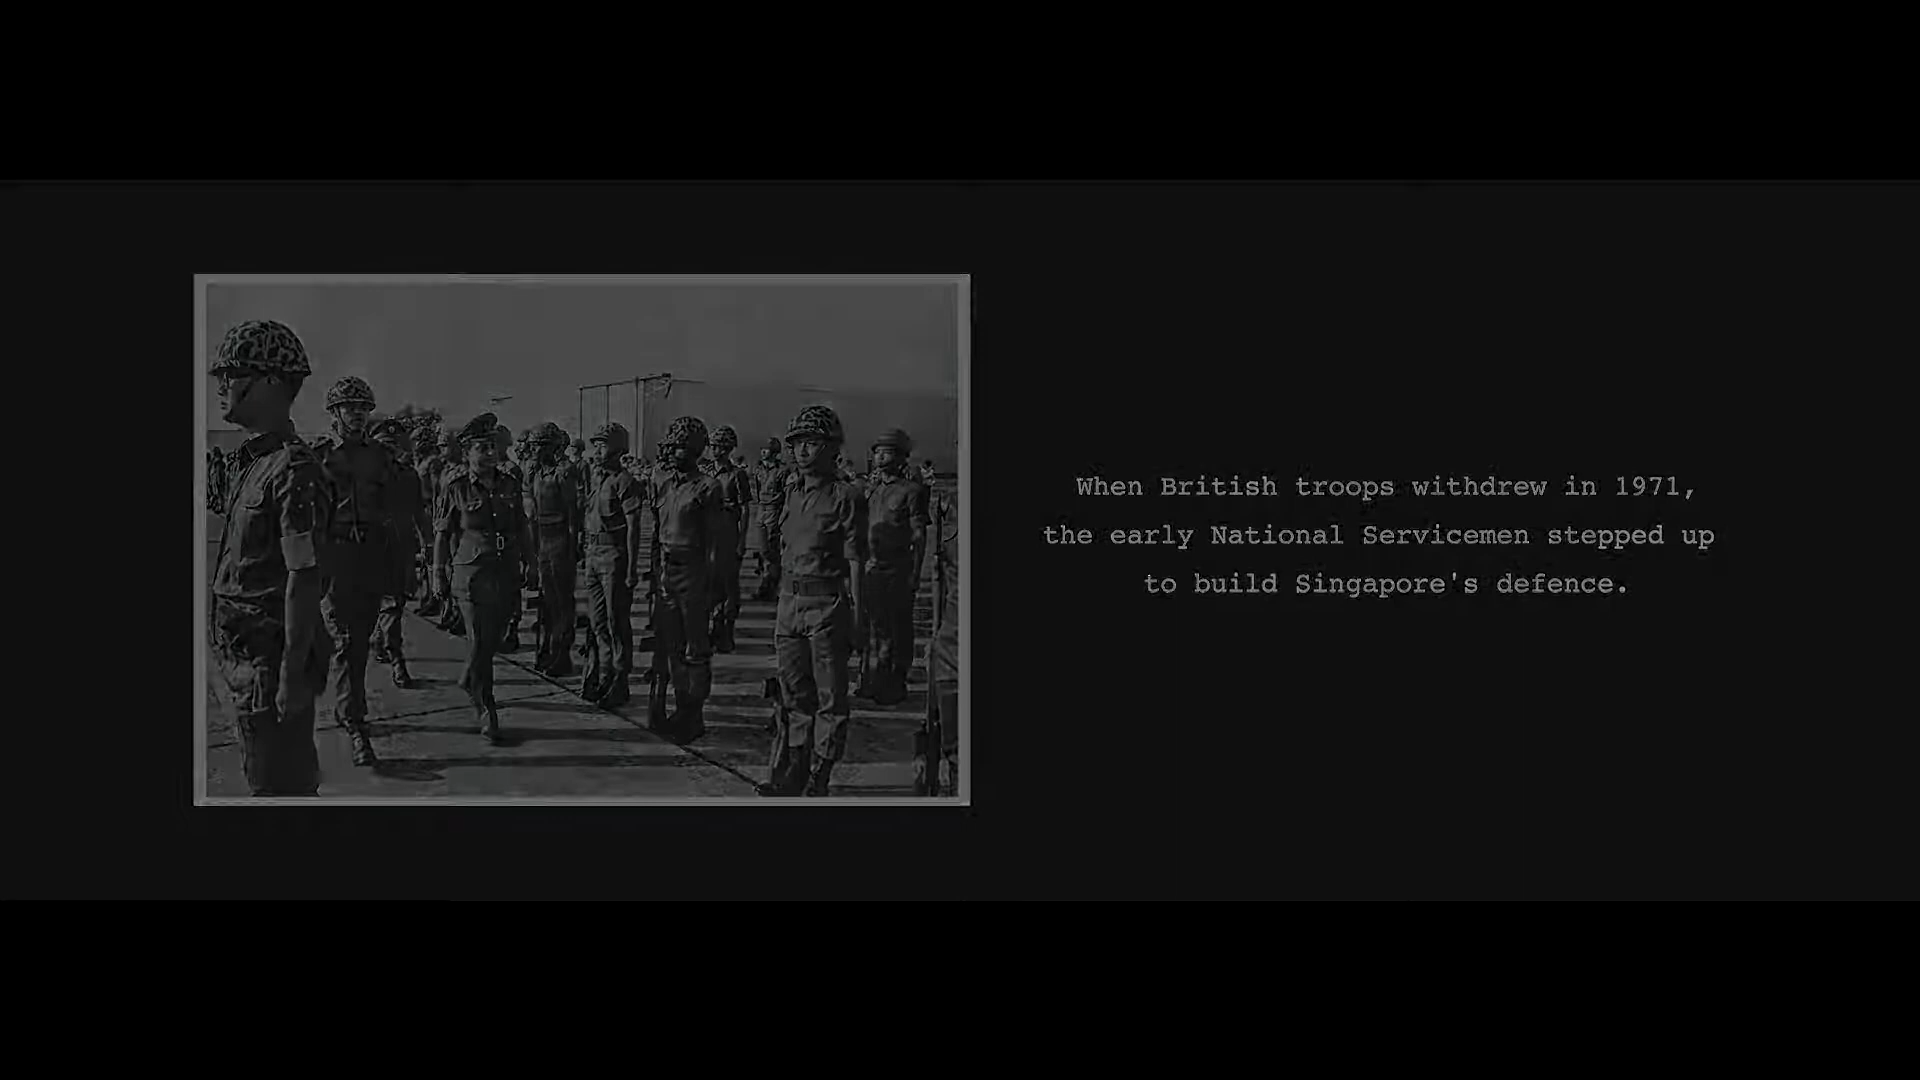 When British troops withdrew in 1971,
the early National Servicemen stepped up
to build Singapore's defence.